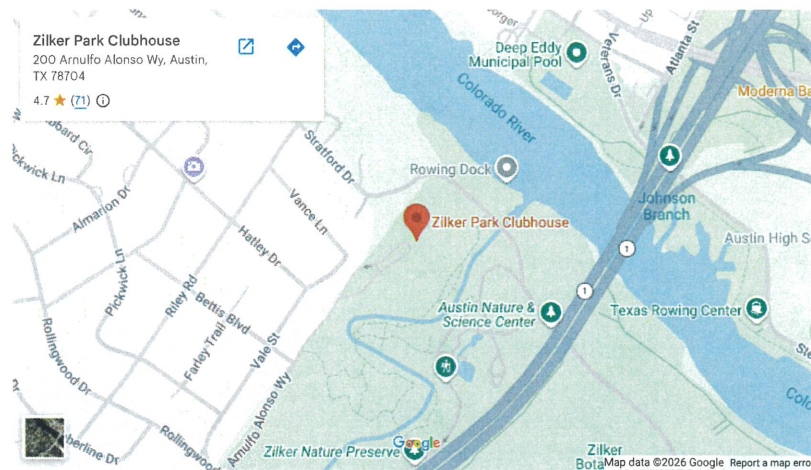 Zilker Park Clubhouse
200 Arnulfo Alonso Wy, Austin,
TX 78704
4.7 ★ (71)
Deep Eddy
Municipal Pool
Veterans Dr
Atlanta St
Colorado River
Moderna Ba
Pickwick Ln
Stratford Dr
Rowing Dock
Johnson
Branch
Almarion Dr
Vance Ln
Zilker Park Clubhouse
Austin High S
Hatley Dr
1
Pickwick Ln
Riley Rd
1
Bettis Blvd
Austin Nature &
Science Center
Texas Rowing Center
Rollingwood Dr
Farley Trail
Vale St
Arnulfo Alonso Wy
Rollingwood
Zilker Nature Preserve
Google
Zilker
Bota
Map data ©2026 Google
Report a map erro